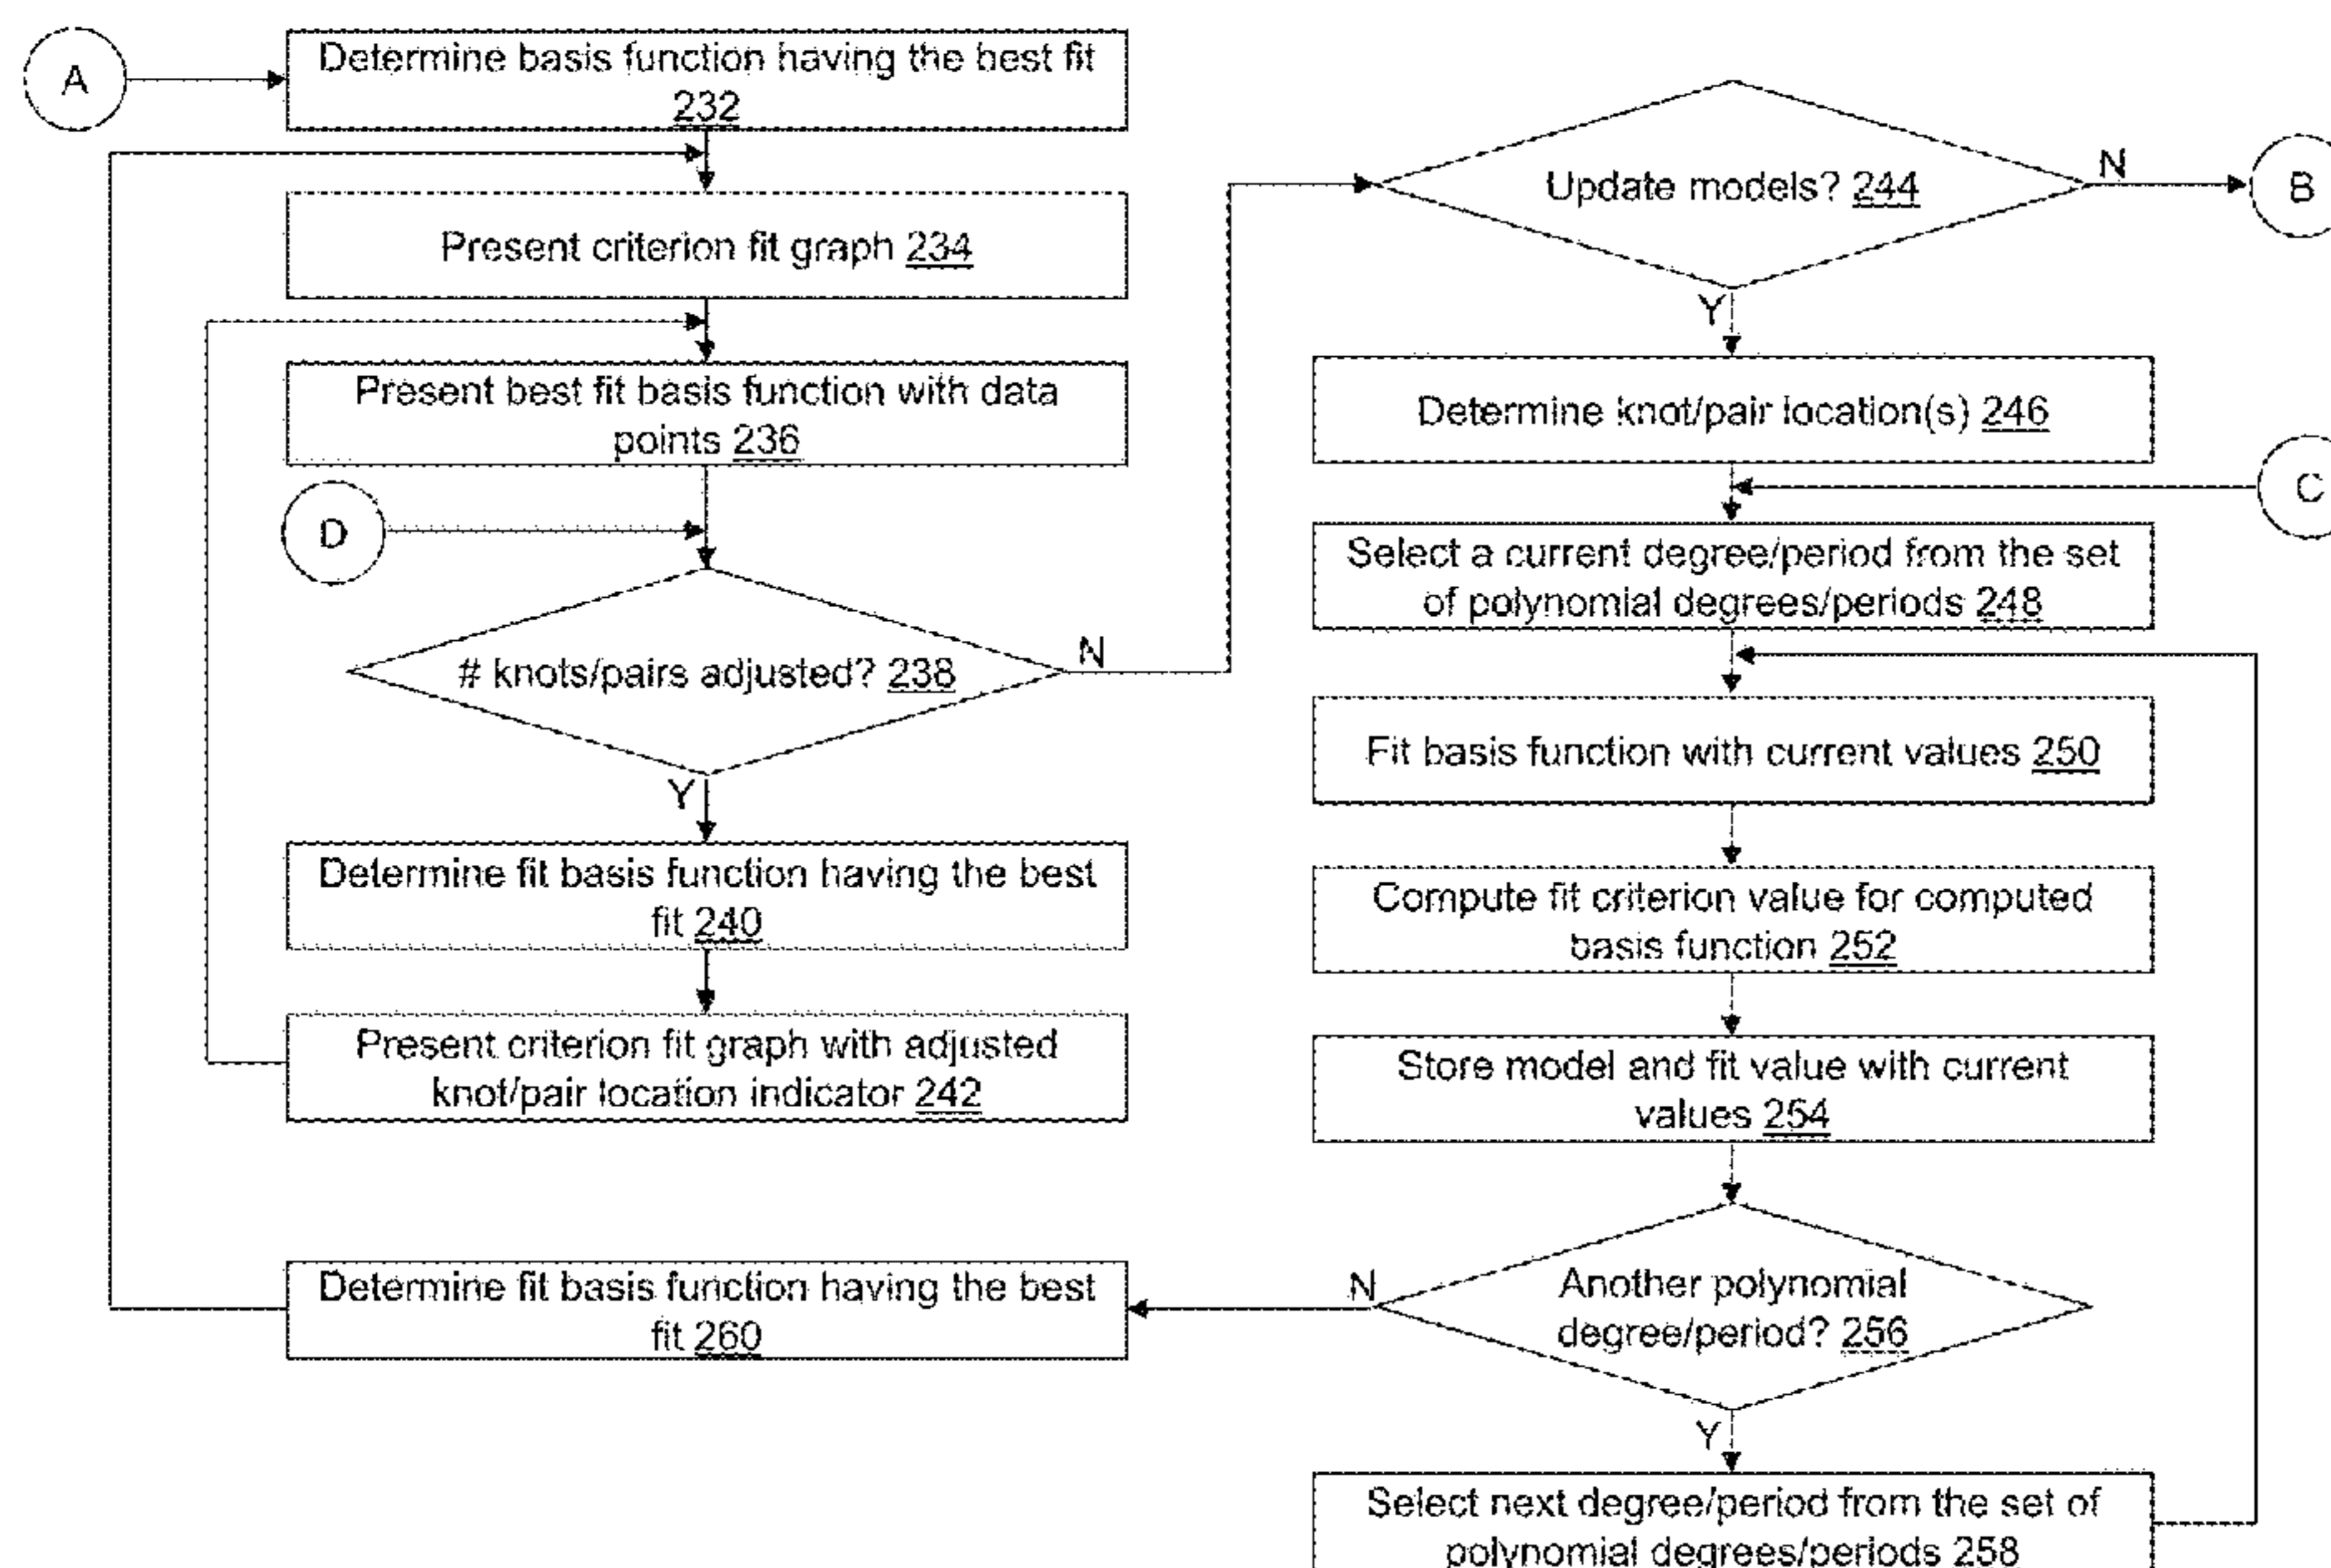 A
Determine basis function having the best fit
232
Present criterion fit graph 234
Present best fit basis function with data
points 236
D
# knots/pairs adjusted? 238
N
Y
Determine fit basis function having the best
fit 240
Present criterion fit graph with adjusted
knot/pair location indicator 242
Determine fit basis function having the best
fit 260
Update models? 244
N
B
Y
Determine knot/pair location(s) 246
C
Select a current degree/period from the set
of polynomial degrees/periods 248
Fit basis function with current values 250
Compute fit criterion value for computed
basis function 252
Store model and fit value with current
values 254
Another polynomial
degree/period? 256
N
Y
Select next degree/period from the set of
polynomial degrees/periods 258